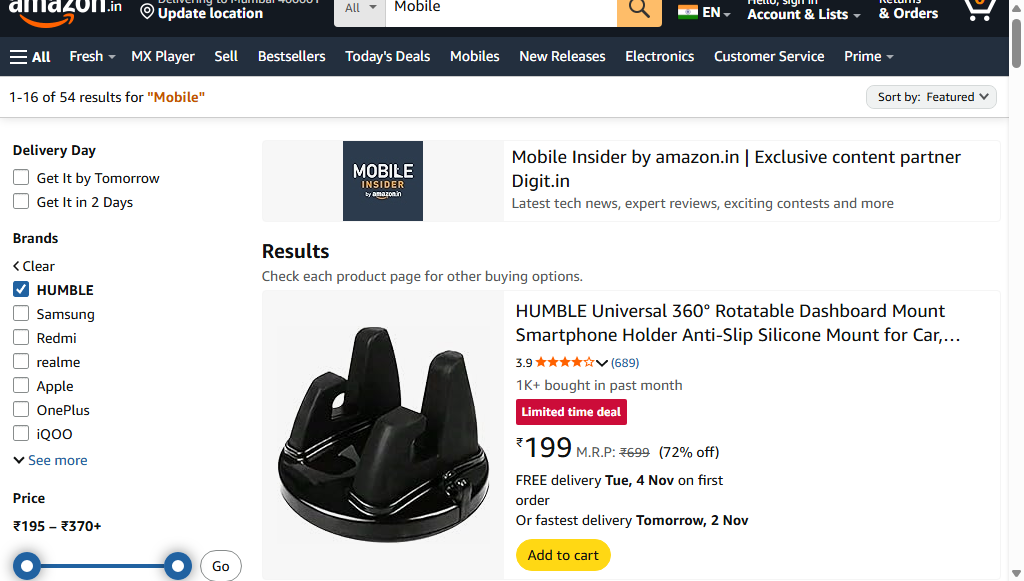 amazon.in
Delivering to Mumbai 400001
Update location
All
Mobile
EN
Hello, sign in
Account & Lists
Returns
& Orders
0
All
Fresh
MX Player
Sell
Bestsellers
Today's Deals
Mobiles
New Releases
Electronics
Customer Service
Prime
1-16 of 54 results for "Mobile"
Sort by: Featured
Delivery Day
Get It by Tomorrow
Get It in 2 Days
Brands
Clear
HUMBLE
Samsung
Redmi
realme
Apple
OnePlus
iQOO
See more
Price
₹195 – ₹370+
Go
MOBILE
INSIDER
by amazon.in
Mobile Insider by amazon.in | Exclusive content partner
Digit.in
Latest tech news, expert reviews, exciting contests and more
Results
Check each product page for other buying options.
HUMBLE Universal 360° Rotatable Dashboard Mount
Smartphone Holder Anti-Slip Silicone Mount for Car,…
3.9 (689)
1K+ bought in past month
Limited time deal
₹199 M.R.P: ₹699 (72% off)
FREE delivery Tue, 4 Nov on first
order
Or fastest delivery Tomorrow, 2 Nov
Add to cart